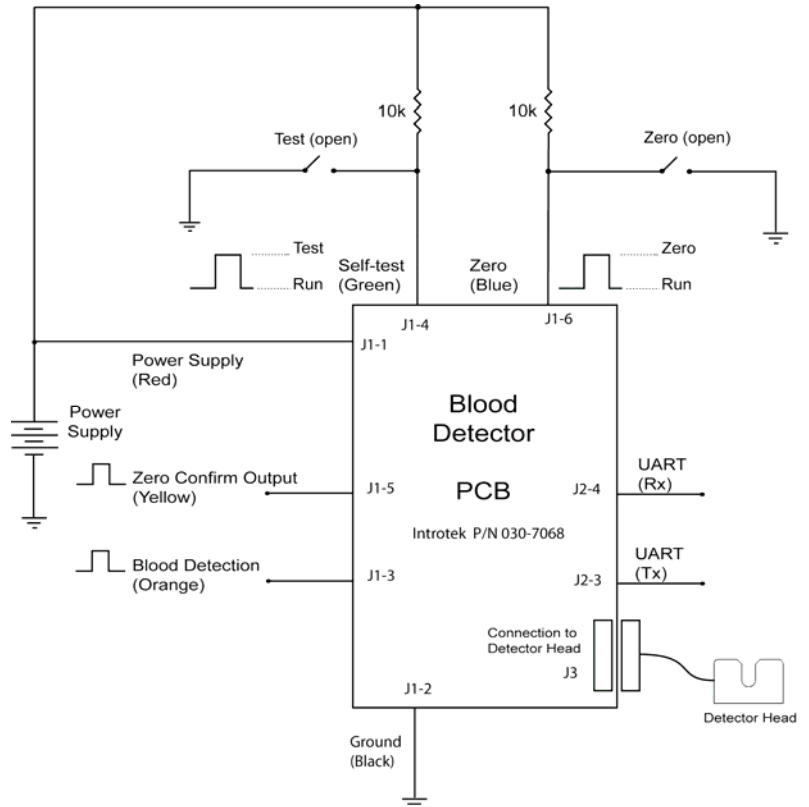 10k
10k
Test (open)
Zero (open)
Test
Run
Self-test
(Green)
Zero
(Blue)
Zero
Run
J1-4
J1-6
J1-1
Power Supply
(Red)
Blood
Detector
PCB
Introtek P/N 030-7068
Power
Supply
Zero Confirm Output
(Yellow)
J1-5
J2-4
UART
(Rx)
Blood Detection
(Orange)
J1-3
J2-3
UART
(Tx)
Connection to
Detector Head
J3
J1-2
Detector Head
Ground
(Black)